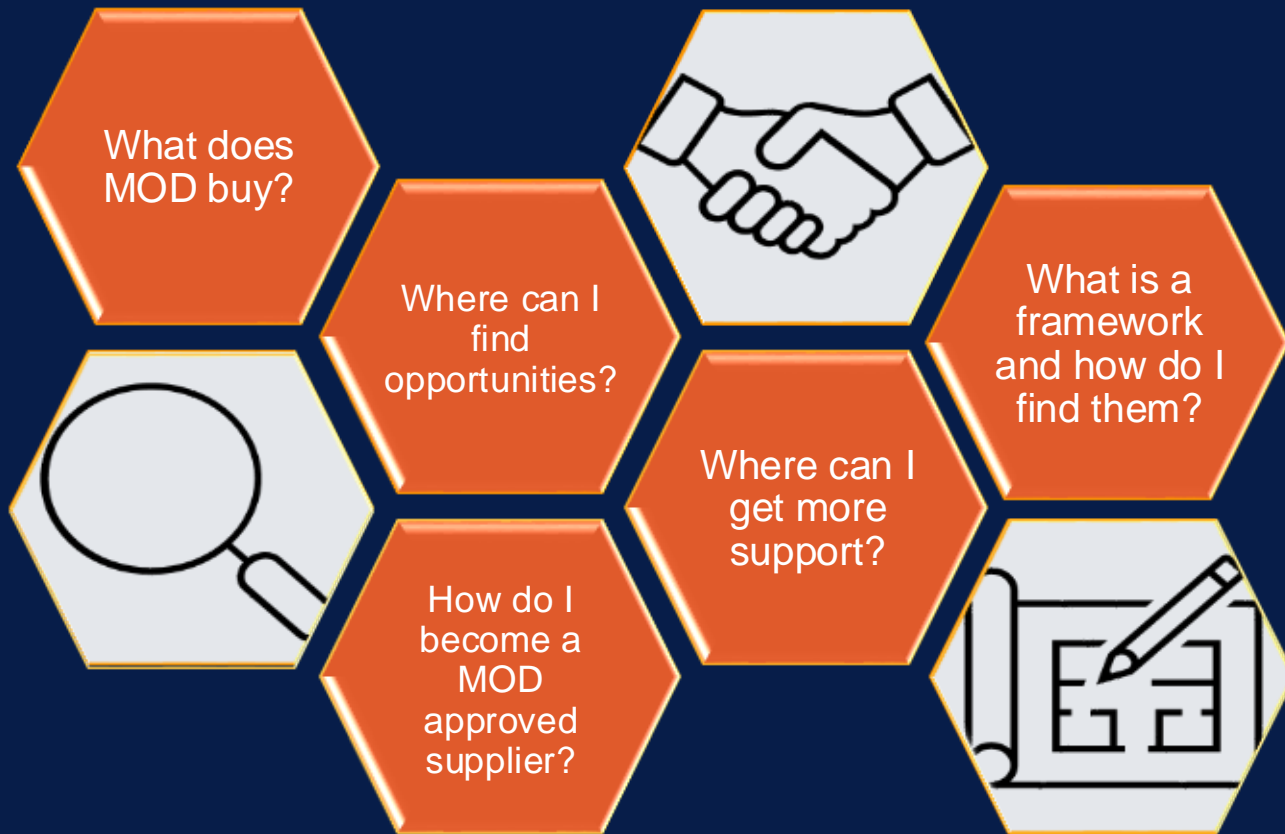 What does
MOD buy?
Where can I
find
opportunities?
What is a
framework
and how do I
find them?
Where can I
get more
support?
How do I
become a
MOD
approved
supplier?